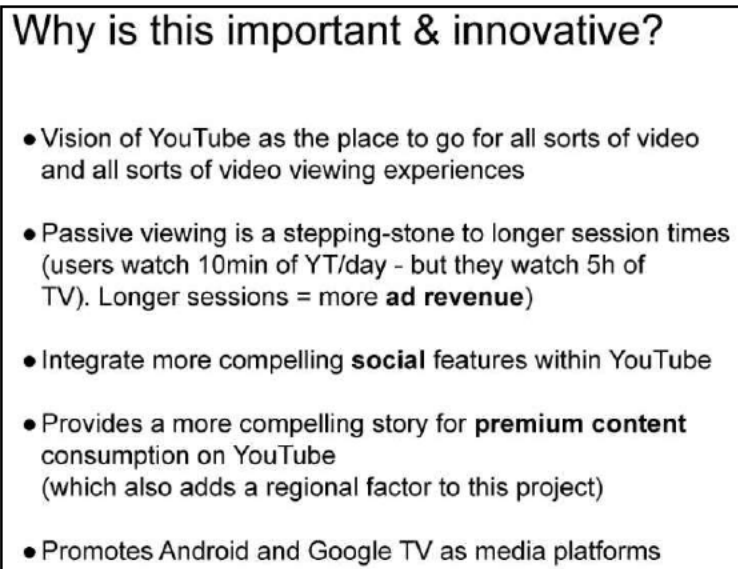 Why is this important & innovative?
● Vision of YouTube as the place to go for all sorts of video
and all sorts of video viewing experiences
● Passive viewing is a stepping-stone to longer session times
(users watch 10min of YT/day - but they watch 5h of
TV). Longer sessions = more ad revenue)
● Integrate more compelling social features within YouTube
● Provides a more compelling story for premium content
consumption on YouTube
(which also adds a regional factor to this project)
● Promotes Android and Google TV as media platforms